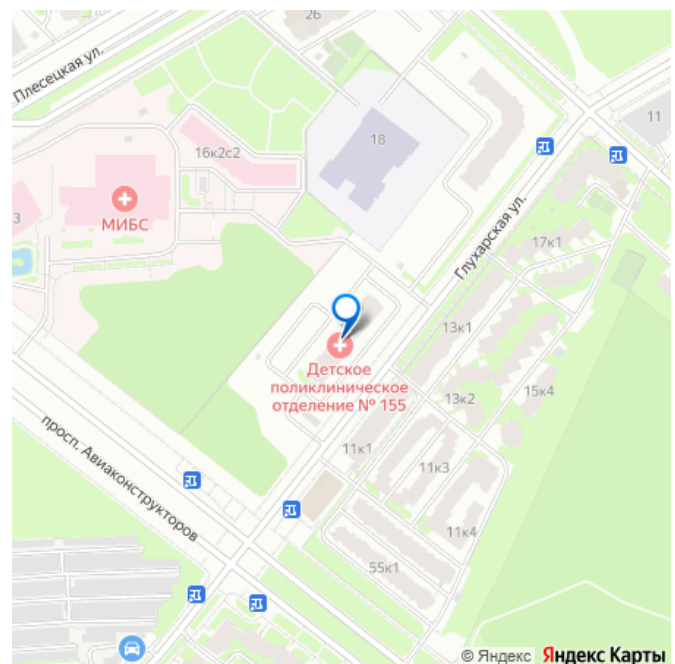 26
Плесецкая ул.
11
18
16к2с2
МИБС
3
Глухарская ул.
17к1
13к1
Детское
поликлиническое
отделение № 155
15к4
13к2
11к1
11к3
просп. Авиаконструкторов
11к4
55к1
© Яндекс Яндекс Карты